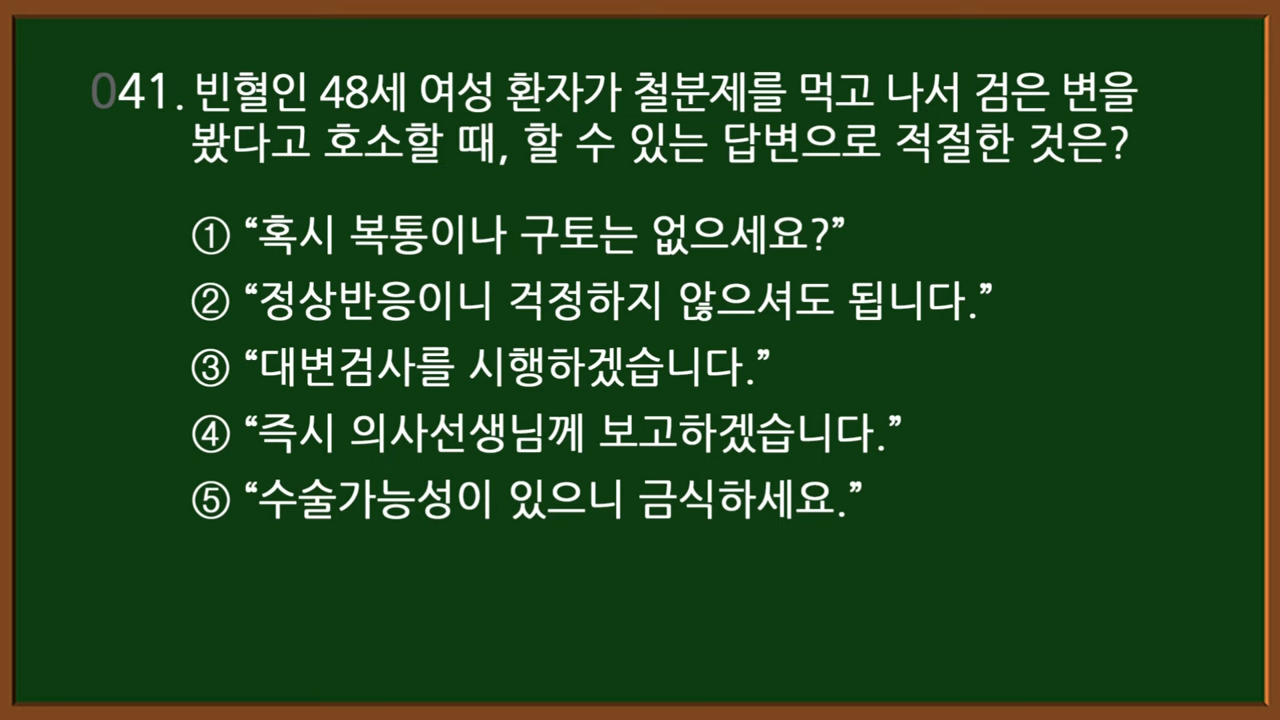 041. 빈혈인 48세 여성 환자가 철분제를 먹고 나서 검은 변을
봤다고 호소할 때, 할 수 있는 답변으로 적절한 것은?
① “혹시 복통이나 구토는 없으세요?”
② “정상반응이니 걱정하지 않으셔도 됩니다.”
③ “대변검사를 시행하겠습니다.”
④ “즉시 의사선생님께 보고하겠습니다.”
⑤ “수술가능성이 있으니 금식하세요.”